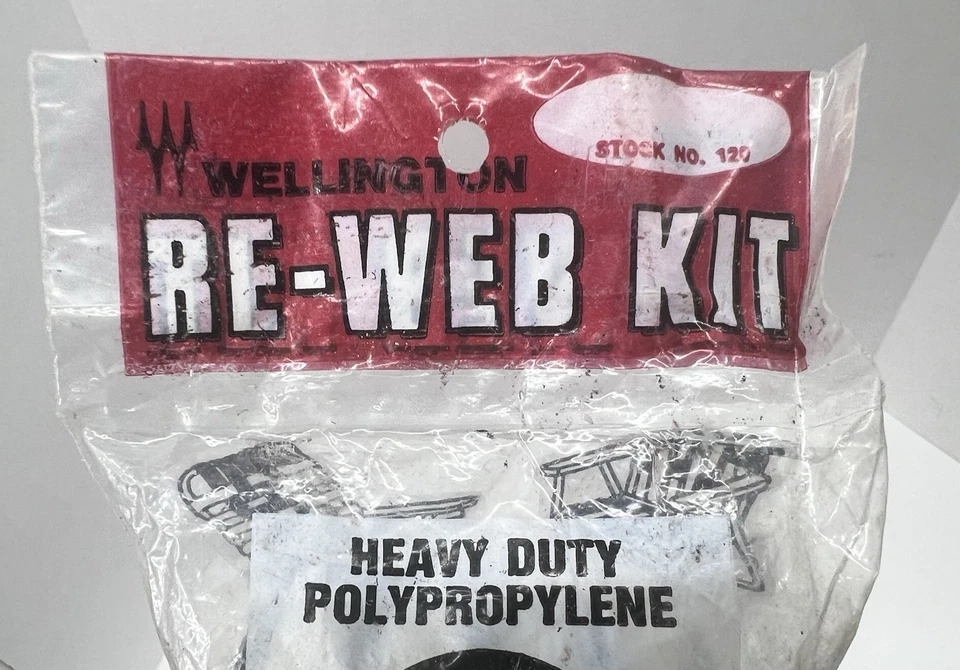 STOCK NO. 120
WELLINGTON
RE-WEB KIT
HEAVY DUTY
POLYPROPYLENE